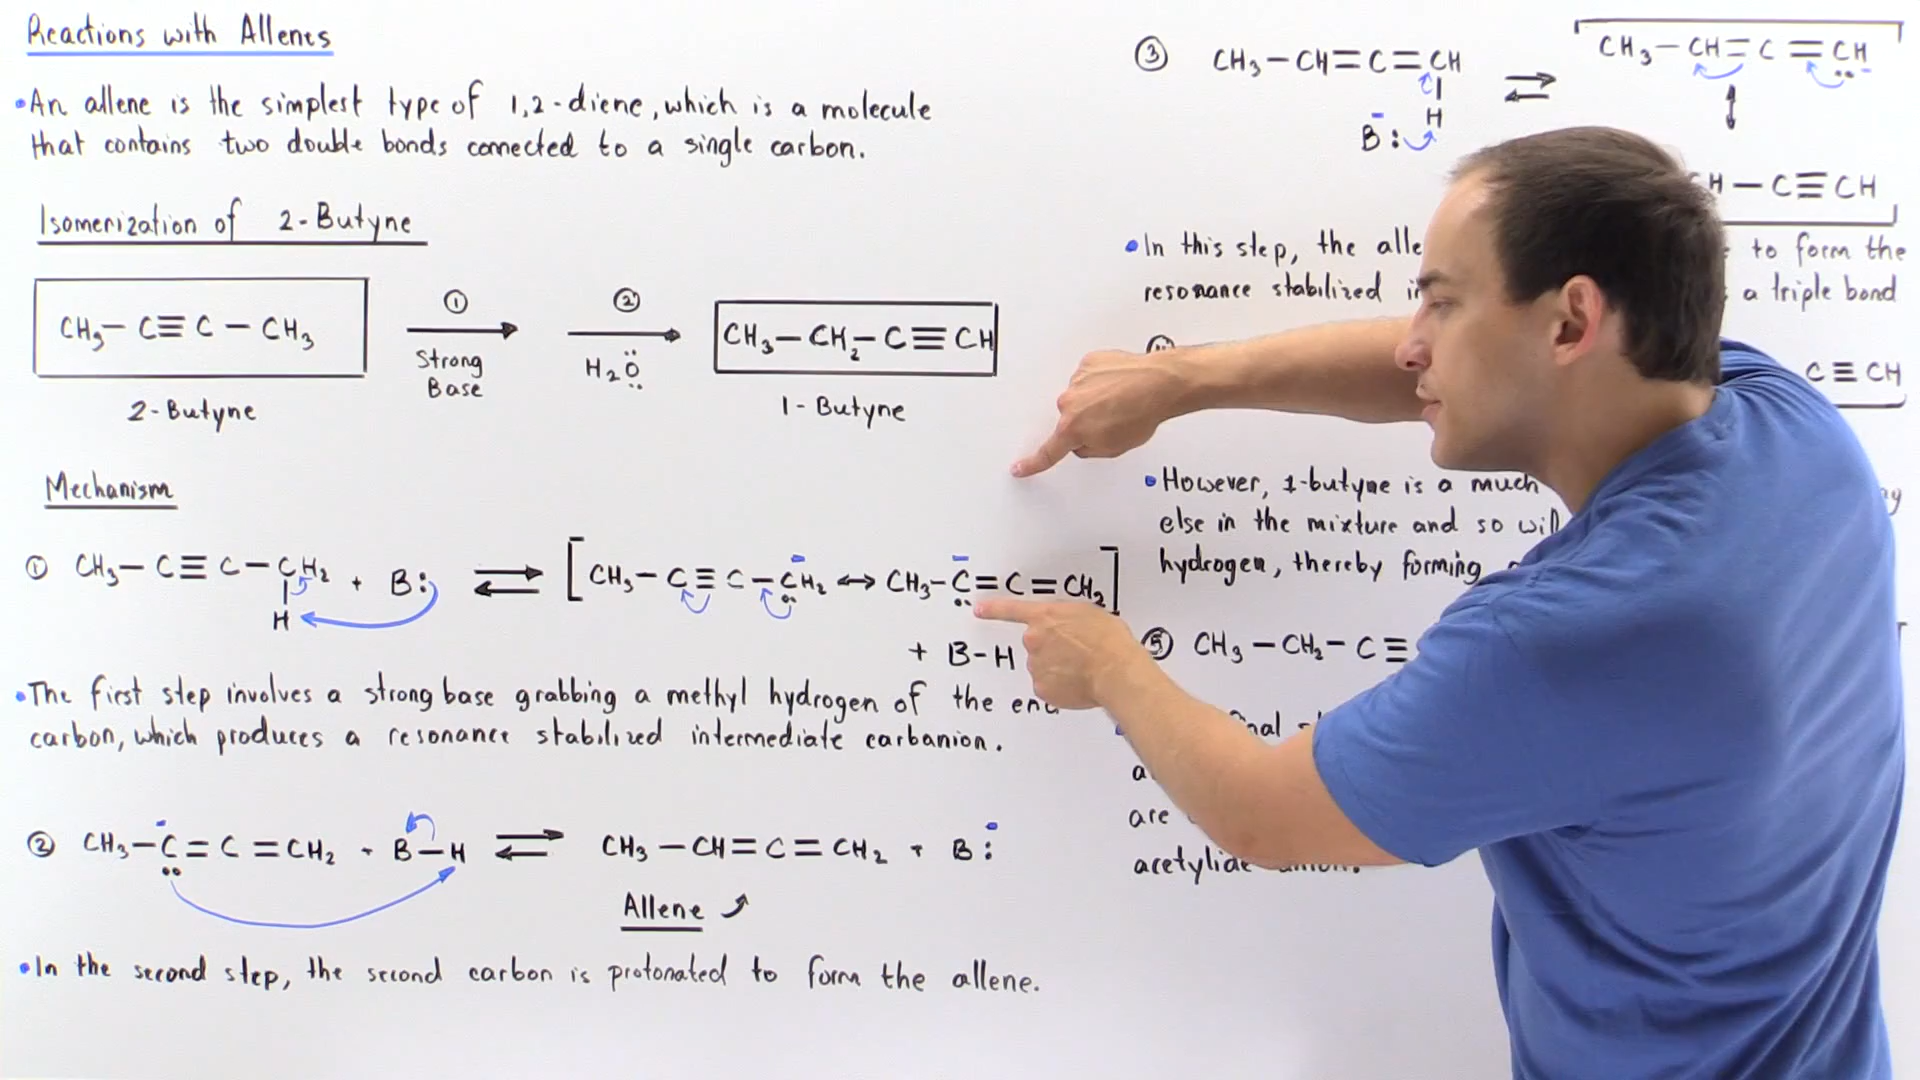 Reactions with Allenes
•An allene is the simplest type of 1,2-diene, which is a molecule
that contains two double bonds connected to a single carbon.
Isomerization of 2-Butyne
CH₃— C≡C — CH₃
①
Strong
Base
②
H₂Ö:
CH₃—CH₂—C≡CH
2-Butyne
1-Butyne
Mechanism
① CH₃— C≡C — CH₂ + B: ⇌ [CH₃— C≡C —CH₂ ↔ CH₃—C=C=CH₂]
H
+ B-H
•The first step involves a strong base grabbing a methyl hydrogen of the end
carbon, which produces a resonance stabilized intermediate carbanion.
② CH₃—C=C=CH₂ + B—H ⇌ CH₃—CH=C=CH₂ + B:
Allene
•In the second step, the second carbon is protonated to form the allene.
③ CH₃—CH=C=CH ⇌ CH₃—CH=C=CH
H
B:
CH—C≡CH
•In this step, the to form the
resonance stabilized a triple bond
C≡CH
•However, 1-butyne is a much
else in the mixture and so will
hydrogen, thereby forming
⑤ CH₃—CH₂—C≡
are
acetylide anion.